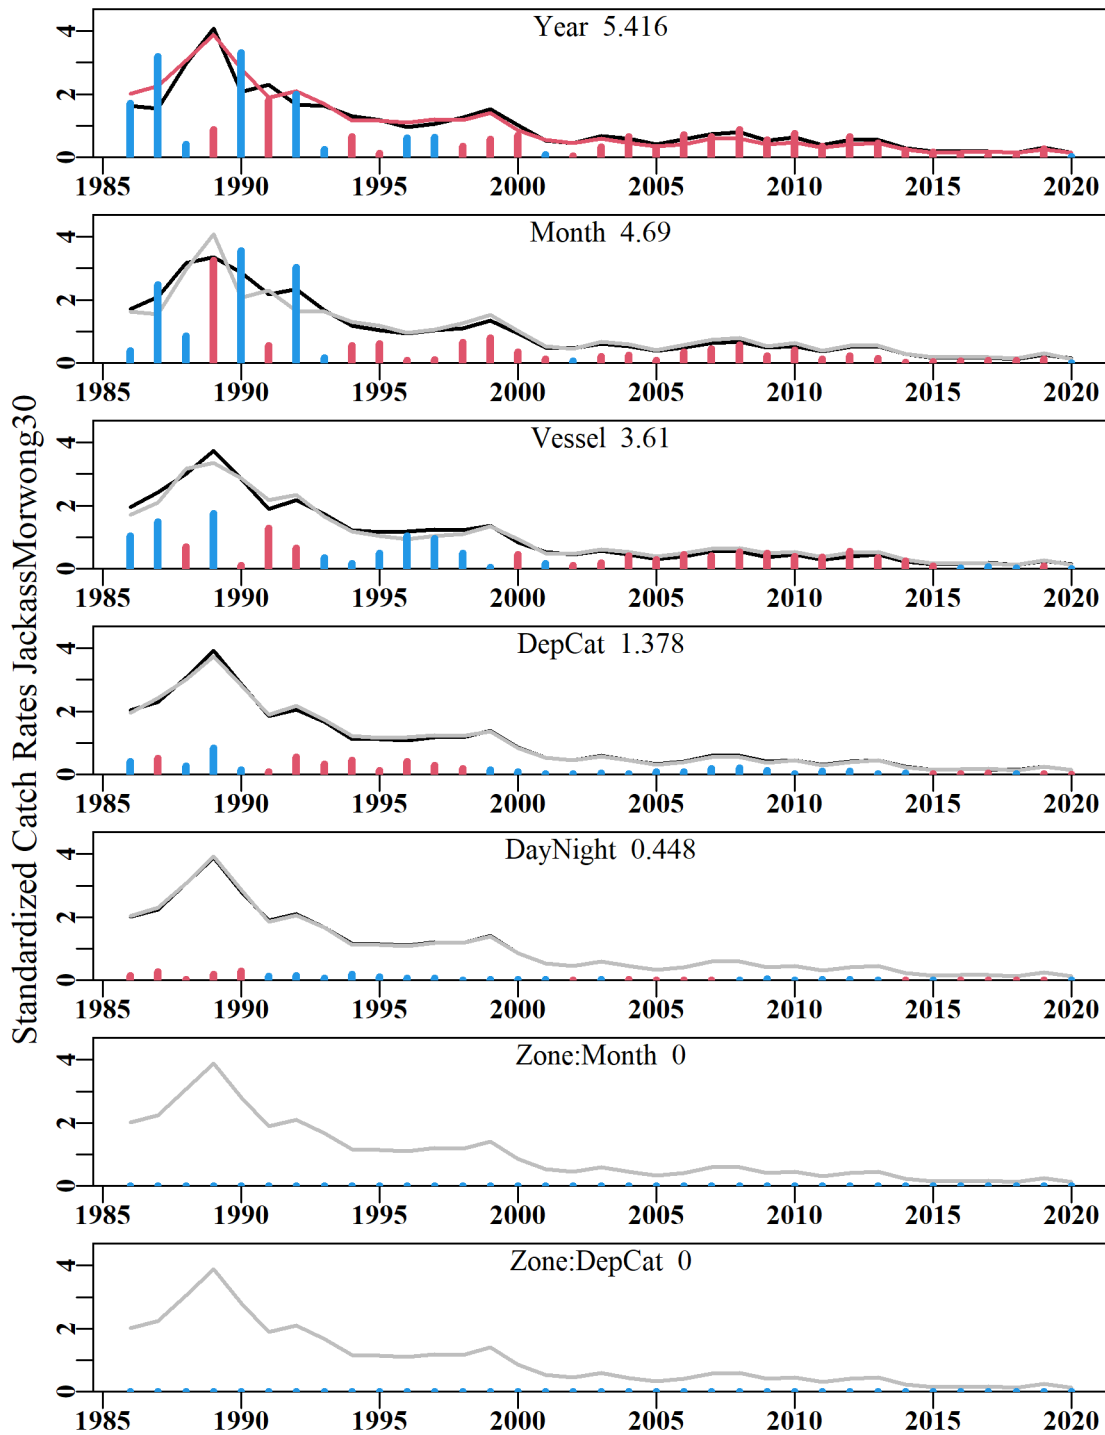 Standardized Catch Rates JackassMorwong30
Year 5.416
4
2
0
1985 1990 1995 2000 2005 2010 2015 2020
Month 4.69
4
2
0
1985 1990 1995 2000 2005 2010 2015 2020
Vessel 3.61
4
2
0
1985 1990 1995 2000 2005 2010 2015 2020
DepCat 1.378
4
2
0
1985 1990 1995 2000 2005 2010 2015 2020
DayNight 0.448
4
2
0
1985 1990 1995 2000 2005 2010 2015 2020
Zone:Month 0
4
2
0
1985 1990 1995 2000 2005 2010 2015 2020
Zone:DepCat 0
4
2
0
1985 1990 1995 2000 2005 2010 2015 2020